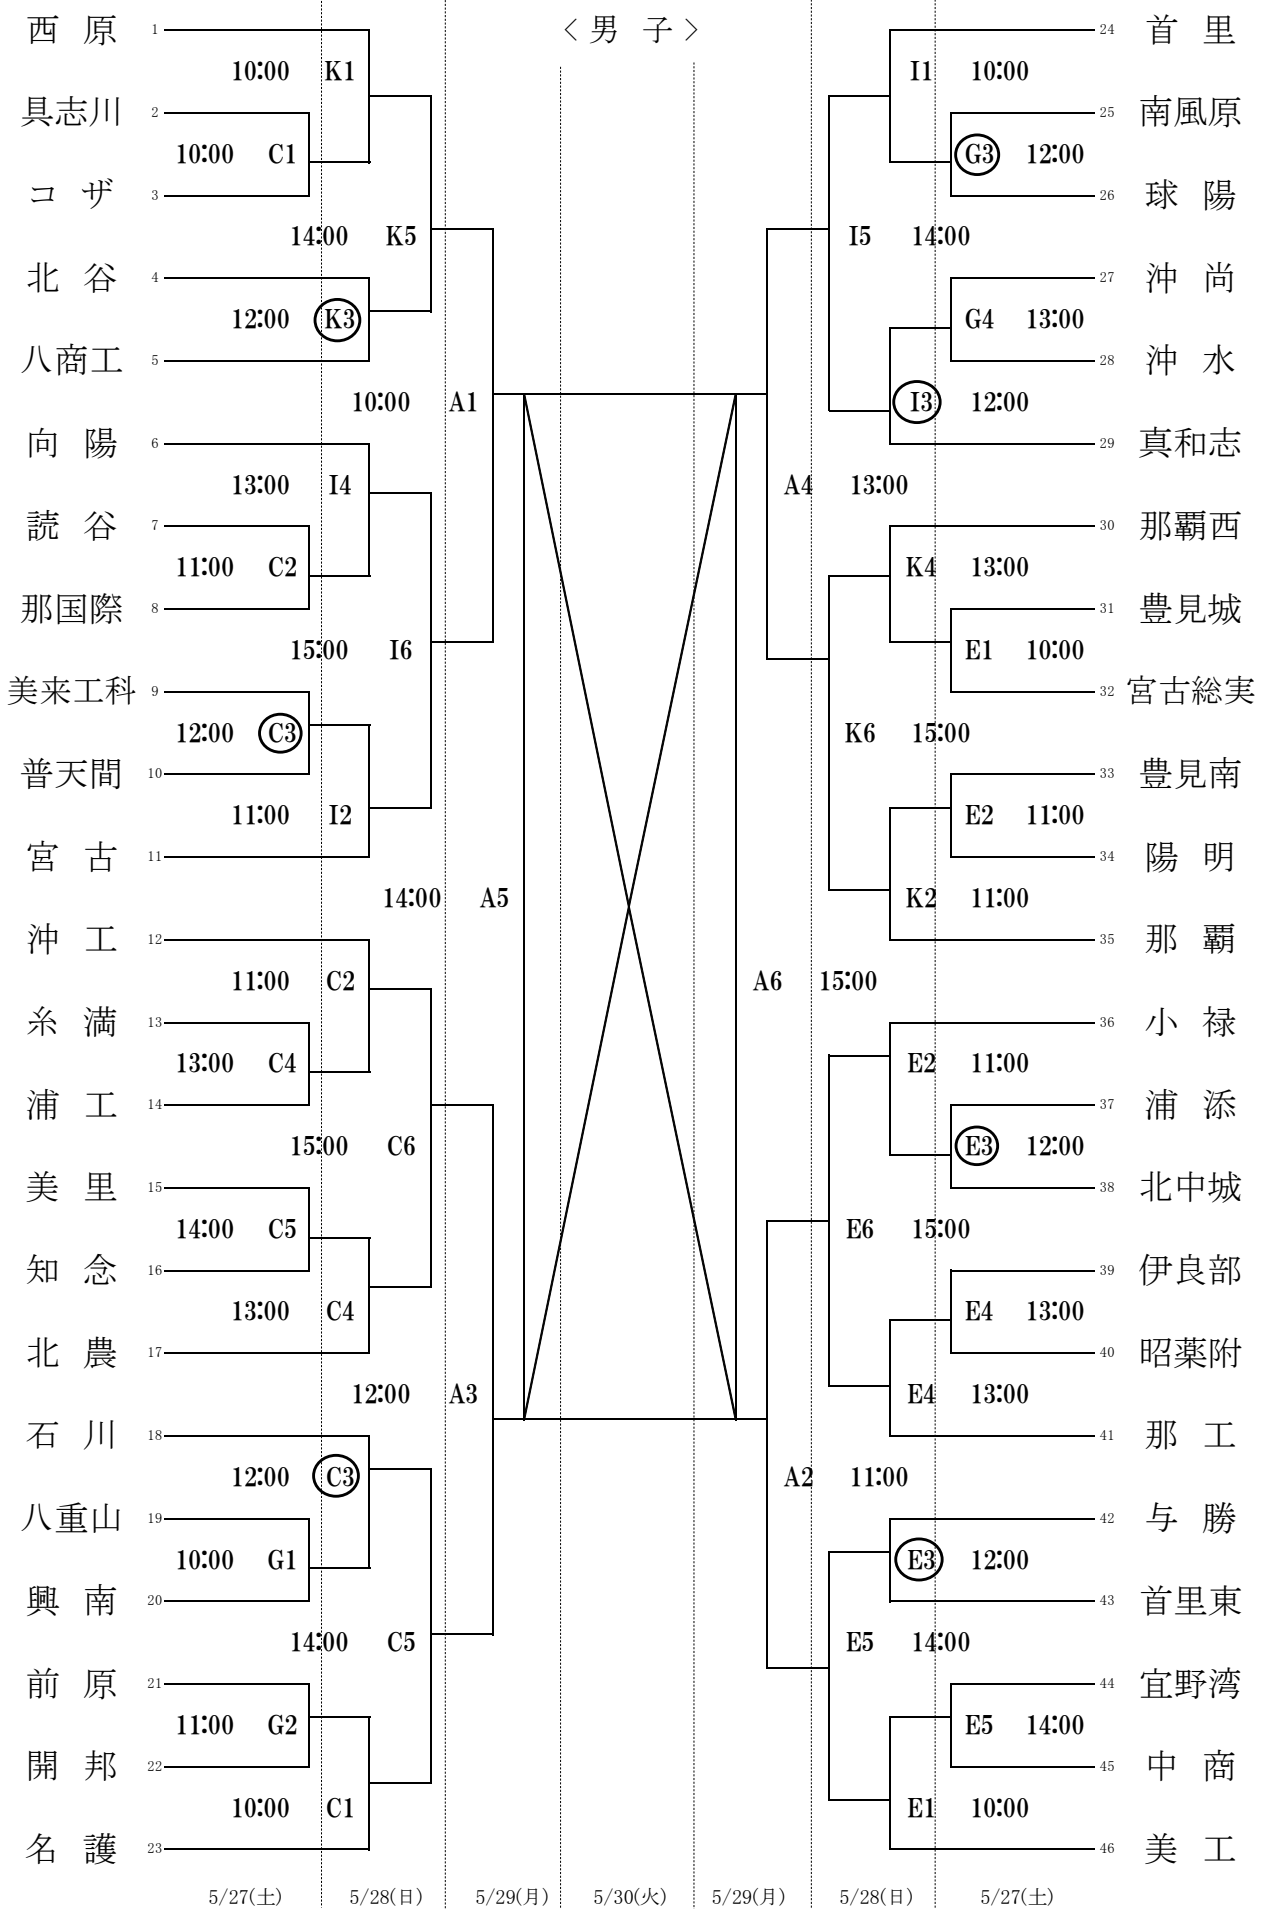 ＜ 男 子 ＞
西 原 1 24 首 里
10:00 K1 I1 10:00
具志川 2 25 南風原
10:00 C1 G3 12:00
コ ザ 3 26 球 陽
14:00 K5 I5 14:00
北 谷 4 27 沖 尚
12:00 K3 G4 13:00
八商工 5 28 沖 水
10:00 A1 I3 12:00
向 陽 6 29 真和志
13:00 I4 A4 13:00
読 谷 7 30 那覇西
11:00 C2 K4 13:00
那国際 8 31 豊見城
15:00 I6 E1 10:00
美来工科 9 32 宮古総実
12:00 C3 K6 15:00
普天間 10 33 豊見南
11:00 I2 E2 11:00
宮 古 11 34 陽 明
14:00 A5 K2 11:00
沖 工 12 35 那 覇
11:00 C2 A6 15:00
糸 満 13 36 小 禄
13:00 C4 E2 11:00
浦 工 14 37 浦 添
15:00 C6 E3 12:00
美 里 15 38 北中城
14:00 C5 E6 15:00
知 念 16 39 伊良部
13:00 C4 E4 13:00
北 農 17 40 昭薬附
12:00 A3 E4 13:00
石 川 18 41 那 工
12:00 C3 A2 11:00
八重山 19 42 与 勝
10:00 G1 E3 12:00
興 南 20 43 首里東
14:00 C5 E5 14:00
前 原 21 44 宜野湾
11:00 G2 E5 14:00
開 邦 22 45 中 商
10:00 C1 E1 10:00
名 護 23 46 美 工
5/27(土) 5/28(日) 5/29(月) 5/30(火) 5/29(月) 5/28(日) 5/27(土)